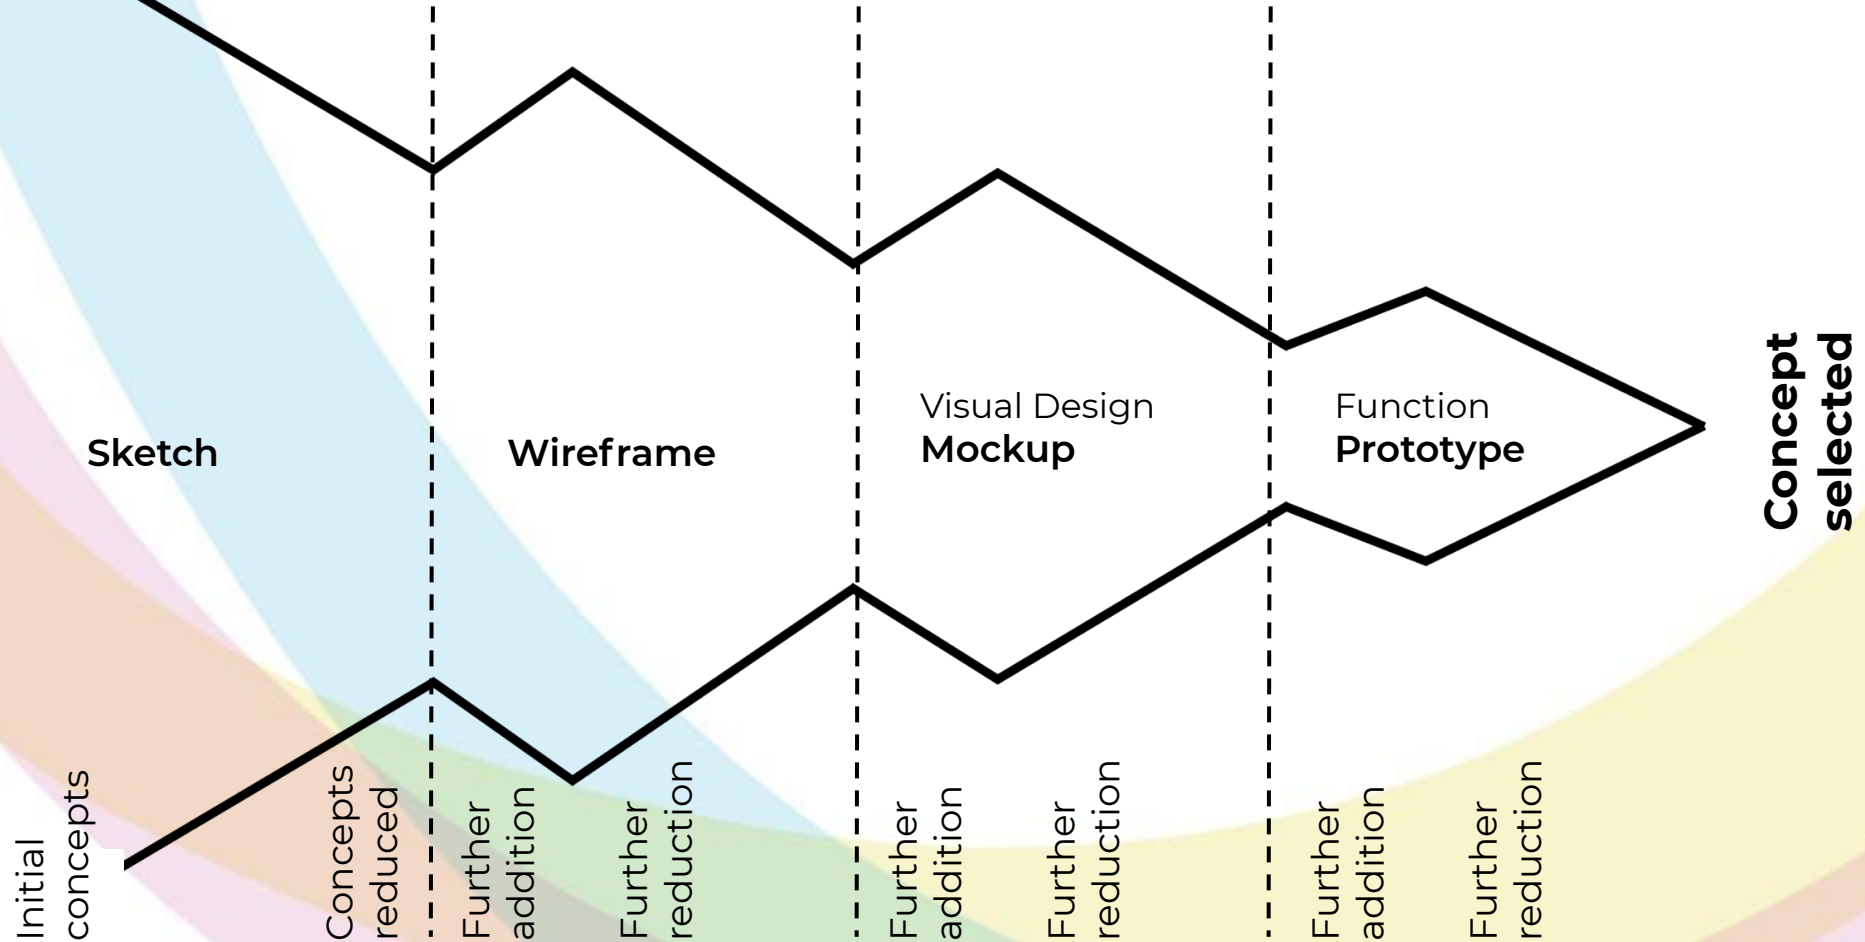 Sketch
Wireframe
Visual Design
Mockup
Function
Prototype
Concept
selected
Initial
concepts
Concepts
reduced
Further
addition
Further
reduction
Further
addition
Further
reduction
Further
addition
Further
reduction